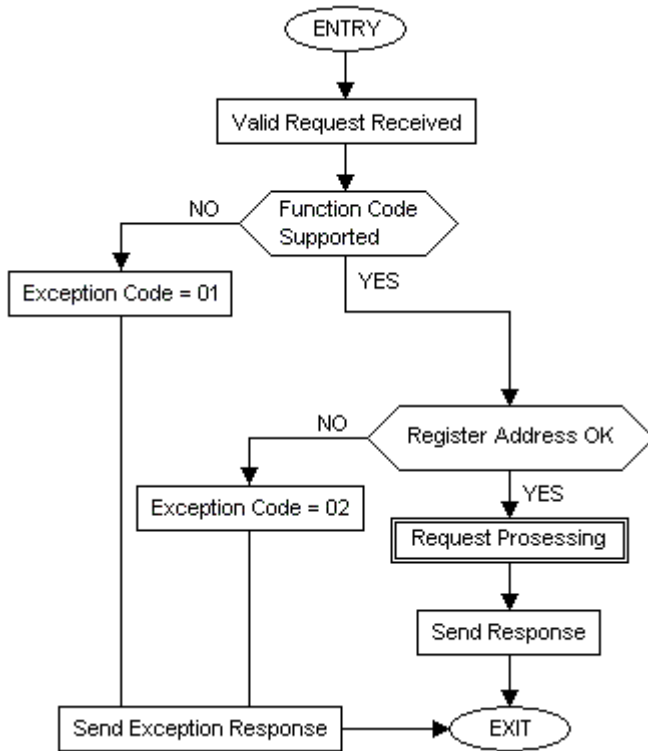 ENTRY
Valid Request Received
NO
Function Code
Supported
YES
Exception Code = 01
NO
Register Address OK
YES
Exception Code = 02
Request Prosessing
Send Response
Send Exception Response
EXIT